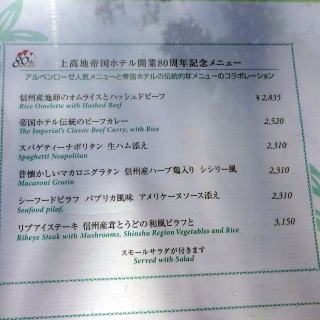 80th
上高地帝国ホテル開業80周年記念メニュー
アルペンローゼ人気メニューと帝国ホテルの伝統的なメニューのコラボレーション
信州産地卵のオムライスとハッシュドビーフ ¥2,835
Rice Omelette with Hashed Beef
帝国ホテル伝統のビーフカレー 2,520
The Imperial's Classic Beef Curry, with Rice
スパゲティーナポリタン 生ハム添え 2,310
Spaghetti Neapolitan
昔懐かしいマカロニグラタン 信州産ハーブ鶏入り シシリー風 2,310
Macaroni Gratin
シーフードピラフ パプリカ風味 アメリケーヌソース添え 2,310
Seafood pilaf,
リブアイステーキ 信州産茸とうどの和風ピラフと 3,150
Ribeye Steak with Mushrooms, Shinshu Region Vegetables and Rice
スモールサラダが付きます
Served with Salad